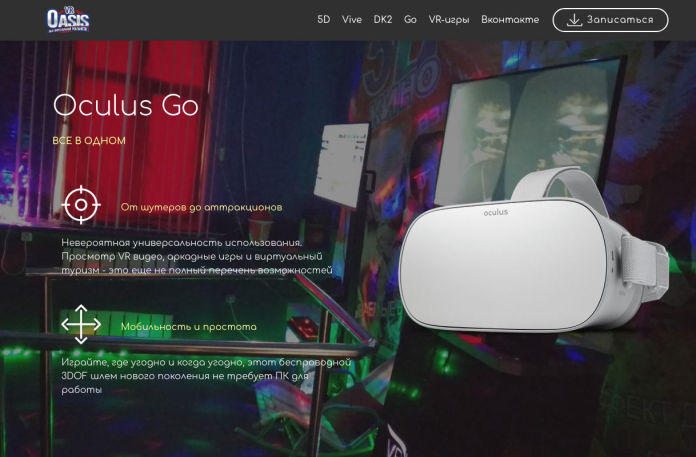 VR
OASIS
5D Vive DK2 Go VR-игры Вконтакте Записаться
Oculus Go
ВСЕ В ОДНОМ
От шутеров до аттракционов
Невероятная универсальность использования.
Просмотр VR видео, аркадные игры и виртуальный
туризм - это еще не полный перечень возможностей
Мобильность и простота
Играйте, где угодно и когда угодно, этот беспроводной
3DOF шлем нового поколения не требует ПК для
работы
oculus
5D
КИНО